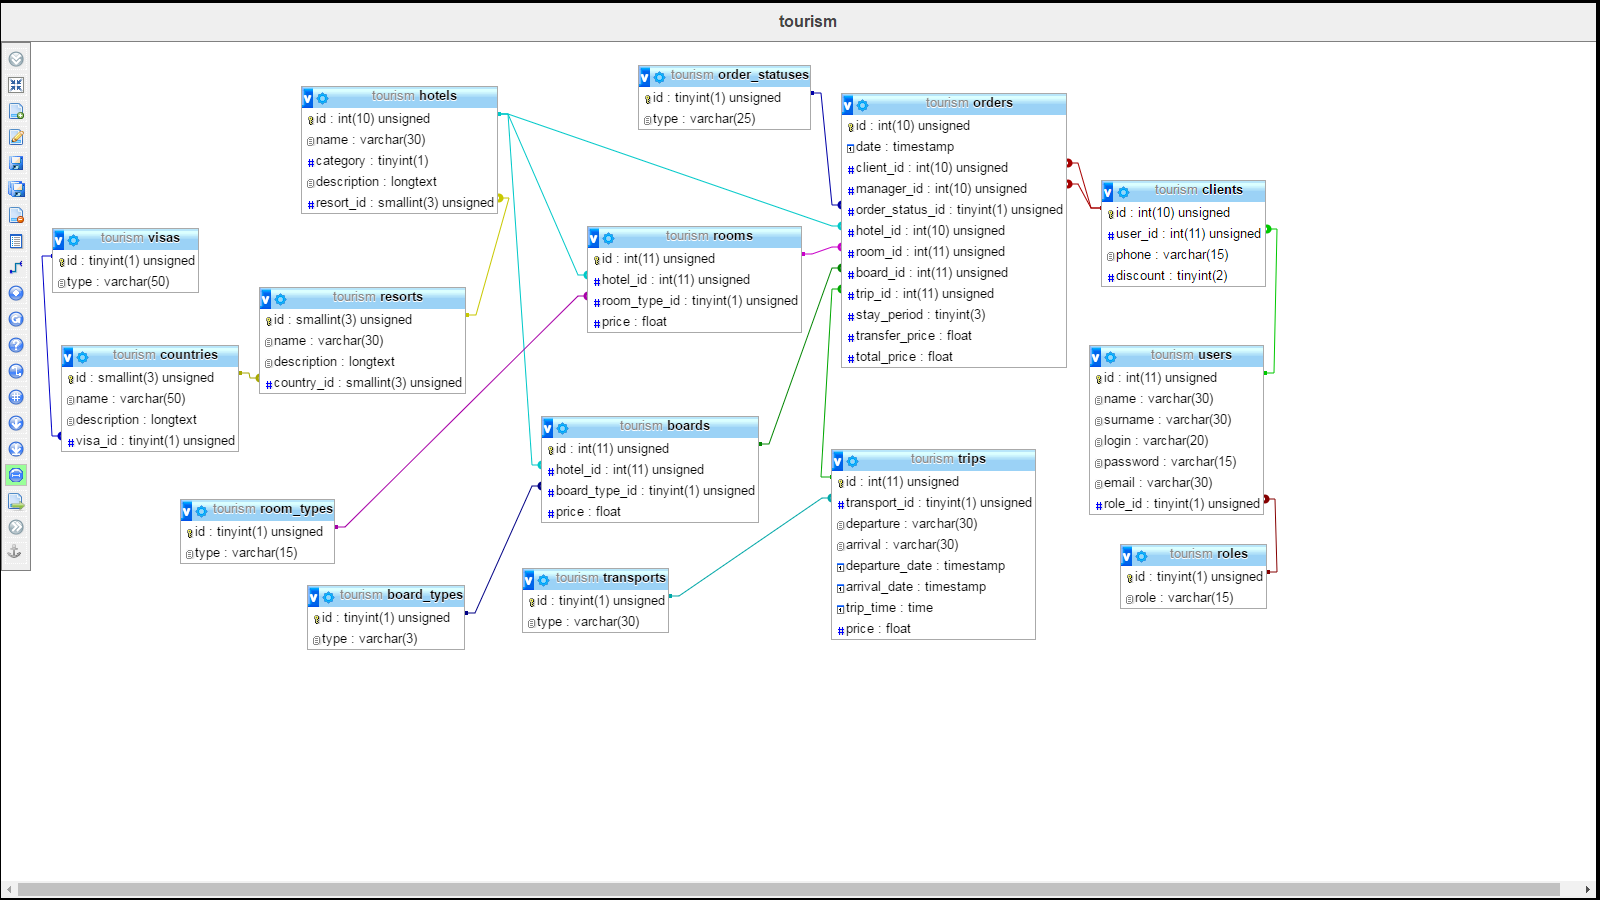 tourism
tourism hotels
id : int(10) unsigned
name : varchar(30)
category : tinyint(1)
description : longtext
resort_id : smallint(3) unsigned
tourism order_statuses
id : tinyint(1) unsigned
type : varchar(25)
tourism orders
id : int(10) unsigned
date : timestamp
client_id : int(10) unsigned
manager_id : int(10) unsigned
order_status_id : tinyint(1) unsigned
hotel_id : int(10) unsigned
room_id : int(11) unsigned
board_id : int(11) unsigned
trip_id : int(11) unsigned
stay_period : tinyint(3)
transfer_price : float
total_price : float
tourism clients
id : int(10) unsigned
user_id : int(11) unsigned
phone : varchar(15)
discount : tinyint(2)
tourism visas
id : tinyint(1) unsigned
type : varchar(50)
tourism rooms
id : int(11) unsigned
hotel_id : int(11) unsigned
room_type_id : tinyint(1) unsigned
price : float
tourism resorts
id : smallint(3) unsigned
name : varchar(30)
description : longtext
country_id : smallint(3) unsigned
tourism countries
id : smallint(3) unsigned
name : varchar(50)
description : longtext
visa_id : tinyint(1) unsigned
tourism users
id : int(11) unsigned
name : varchar(30)
surname : varchar(30)
login : varchar(20)
password : varchar(15)
email : varchar(30)
role_id : tinyint(1) unsigned
tourism boards
id : int(11) unsigned
hotel_id : int(11) unsigned
board_type_id : tinyint(1) unsigned
price : float
tourism trips
id : int(11) unsigned
transport_id : tinyint(1) unsigned
departure : varchar(30)
arrival : varchar(30)
departure_date : timestamp
arrival_date : timestamp
trip_time : time
price : float
tourism room_types
id : tinyint(1) unsigned
type : varchar(15)
tourism board_types
id : tinyint(1) unsigned
type : varchar(3)
tourism transports
id : tinyint(1) unsigned
type : varchar(30)
tourism roles
id : tinyint(1) unsigned
role : varchar(15)